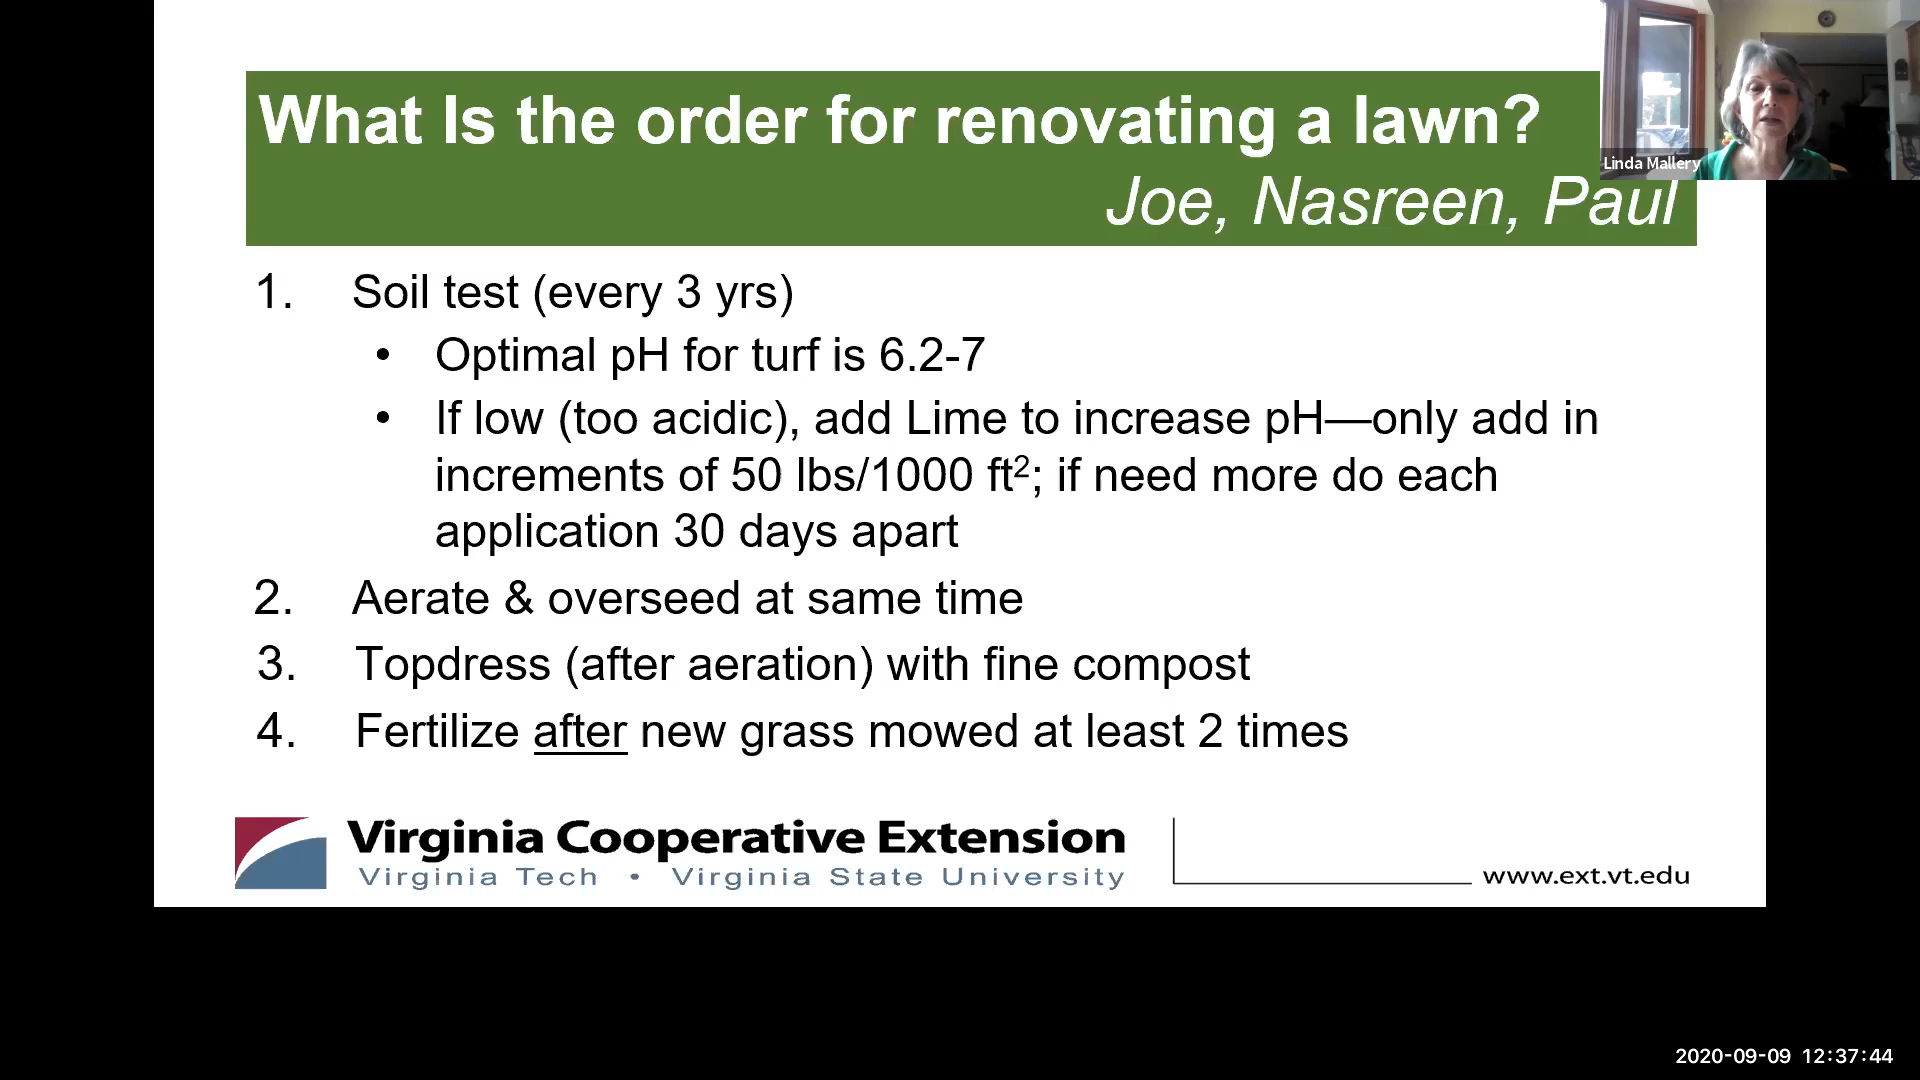 What Is the order for renovating a lawn?
Joe, Nasreen, Paul
Linda Mallery
1. Soil test (every 3 yrs)
• Optimal pH for turf is 6.2-7
• If low (too acidic), add Lime to increase pH—only add in
increments of 50 lbs/1000 ft²; if need more do each
application 30 days apart
2. Aerate & overseed at same time
3. Topdress (after aeration) with fine compost
4. Fertilize after new grass mowed at least 2 times
Virginia Cooperative Extension
Virginia Tech • Virginia State University
www.ext.vt.edu
2020-09-09 12:37:44